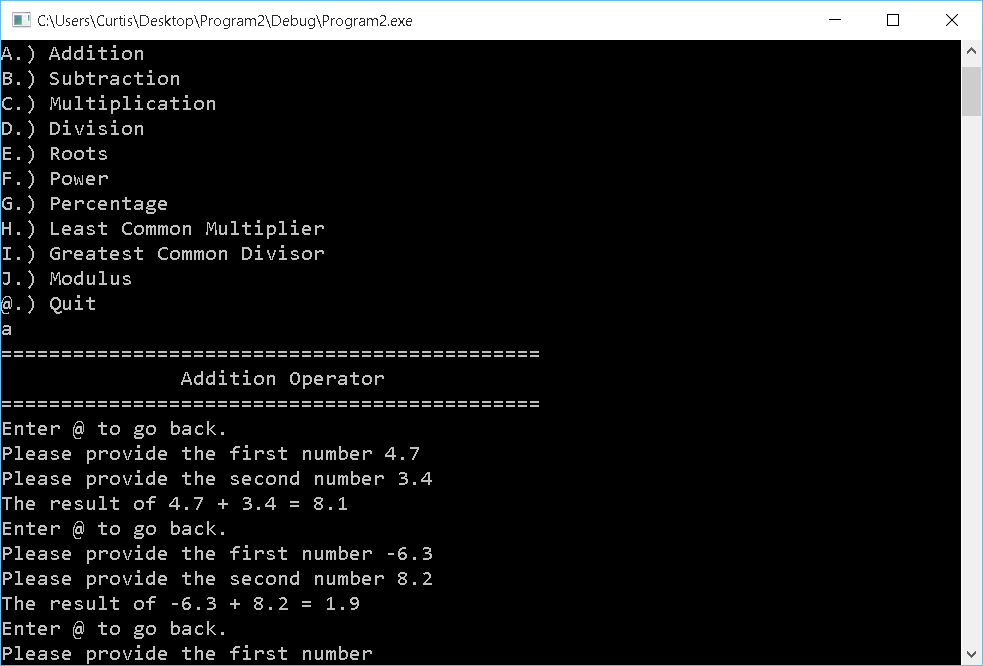 C:\Users\Curtis\Desktop\Program2\Debug\Program2.exe
A.) Addition
B.) Subtraction
C.) Multiplication
D.) Division
E.) Roots
F.) Power
G.) Percentage
H.) Least Common Multiplier
I.) Greatest Common Divisor
J.) Modulus
@.) Quit
a
=============================================
Addition Operator
=============================================
Enter @ to go back.
Please provide the first number 4.7
Please provide the second number 3.4
The result of 4.7 + 3.4 = 8.1
Enter @ to go back.
Please provide the first number -6.3
Please provide the second number 8.2
The result of -6.3 + 8.2 = 1.9
Enter @ to go back.
Please provide the first number